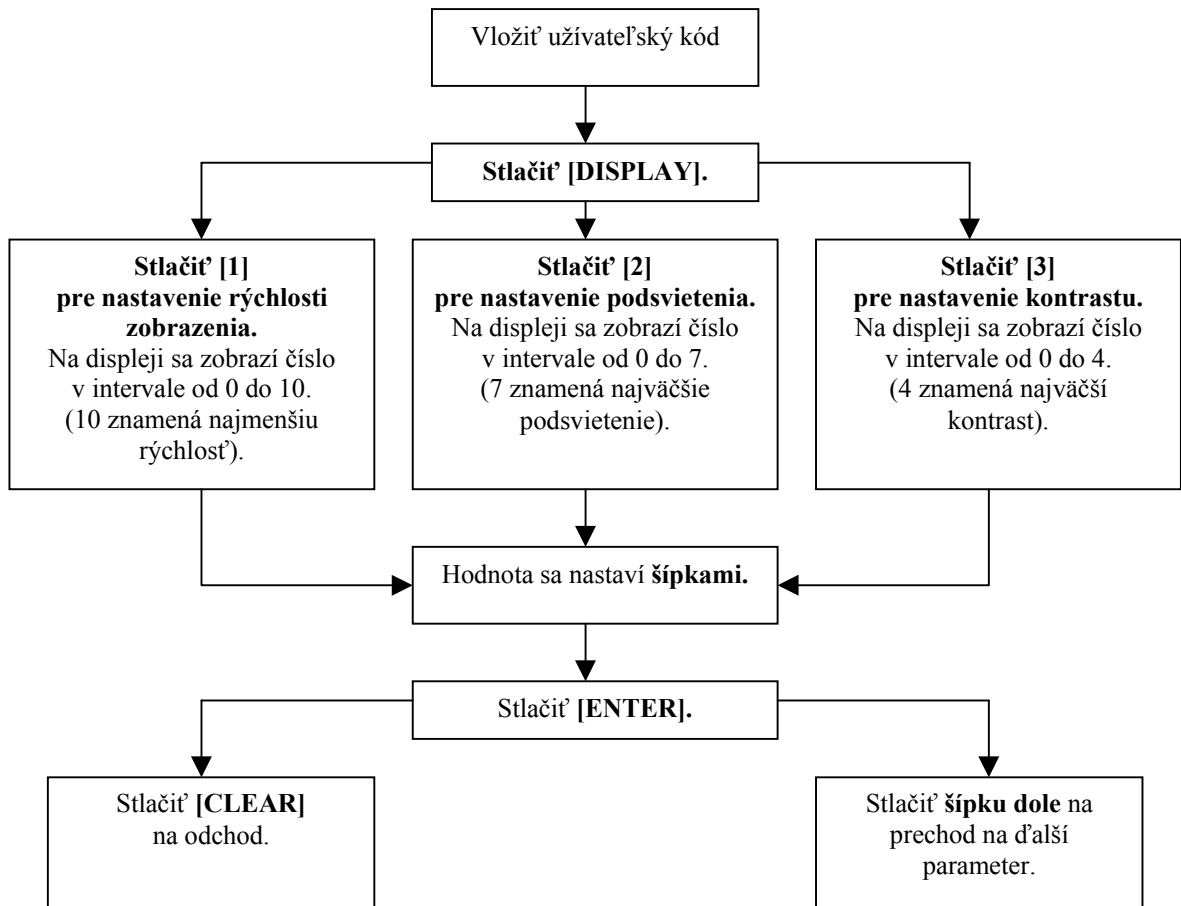 Vložiť užívateľský kód
Stlačiť [DISPLAY].
Stlačiť [1]
pre nastavenie rýchlosti
zobrazenia.
Na displeji sa zobrazí číslo
v intervale od 0 do 10.
(10 znamená najmenšiu
rýchlosť).
Stlačiť [2]
pre nastavenie podsvietenia.
Na displeji sa zobrazí číslo
v intervale od 0 do 7.
(7 znamená najväčšie
podsvietenie).
Stlačiť [3]
pre nastavenie kontrastu.
Na displeji sa zobrazí číslo
v intervale od 0 do 4.
(4 znamená najväčší
kontrast).
Hodnota sa nastaví šípkami.
Stlačiť [ENTER].
Stlačiť [CLEAR]
na odchod.
Stlačiť šípku dole na
prechod na ďalší
parameter.